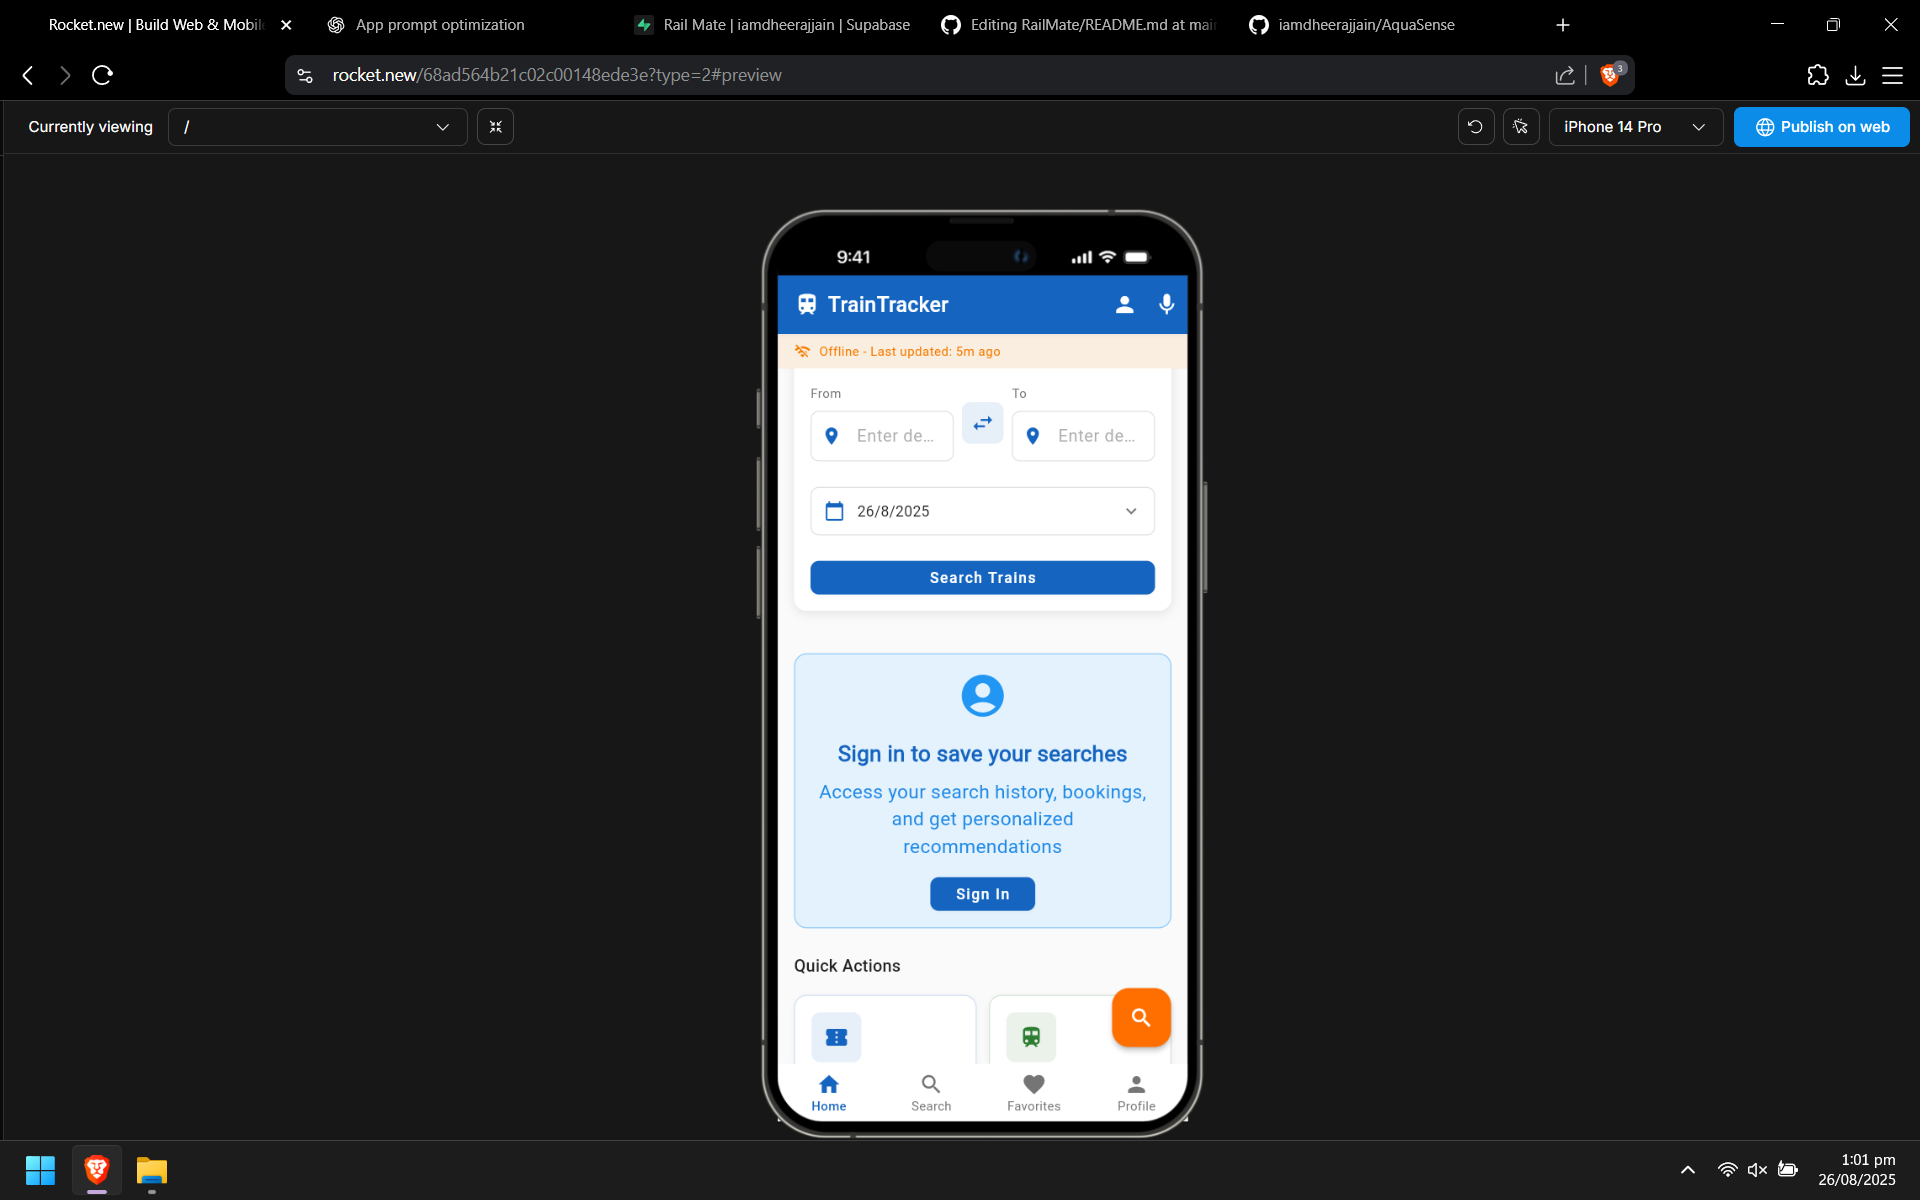 Rocket.new | Build Web & Mobile
App prompt optimization
Rail Mate | iamdheerajjain | Supabase
Editing RailMate/README.md at main
iamdheerajjain/AquaSense
rocket.new/68ad564b21c02c00148ede3e?type=2#preview
3
Currently viewing
/
iPhone 14 Pro
Publish on web
9:41
TrainTracker
Offline - Last updated: 5m ago
From
To
Enter de...
Enter de...
26/8/2025
Search Trains
Sign in to save your searches
Access your search history, bookings,
and get personalized
recommendations
Sign In
Quick Actions
Home
Search
Favorites
Profile
1:01 pm
26/08/2025